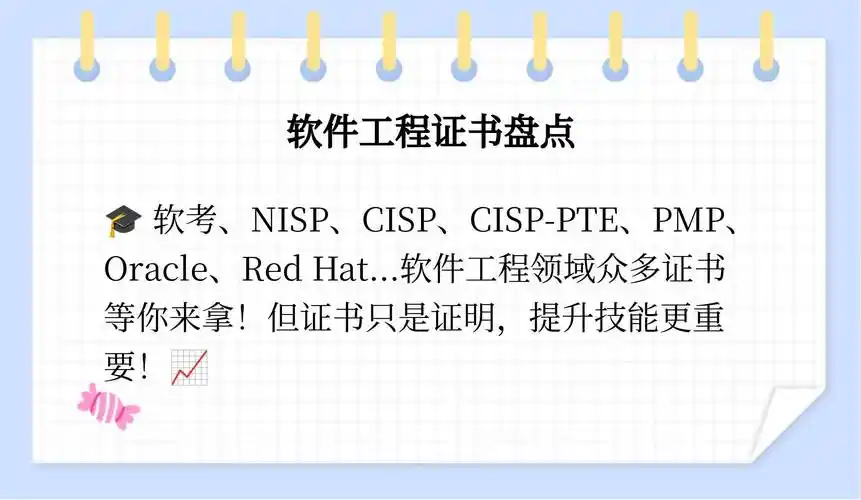 软件工程证书盘点
🎓 软考、NISP、CISP、CISP-PTE、PMP、
Oracle、Red Hat...软件工程领域众多证书
等你来拿！但证书只是证明，提升技能更重
要！📈